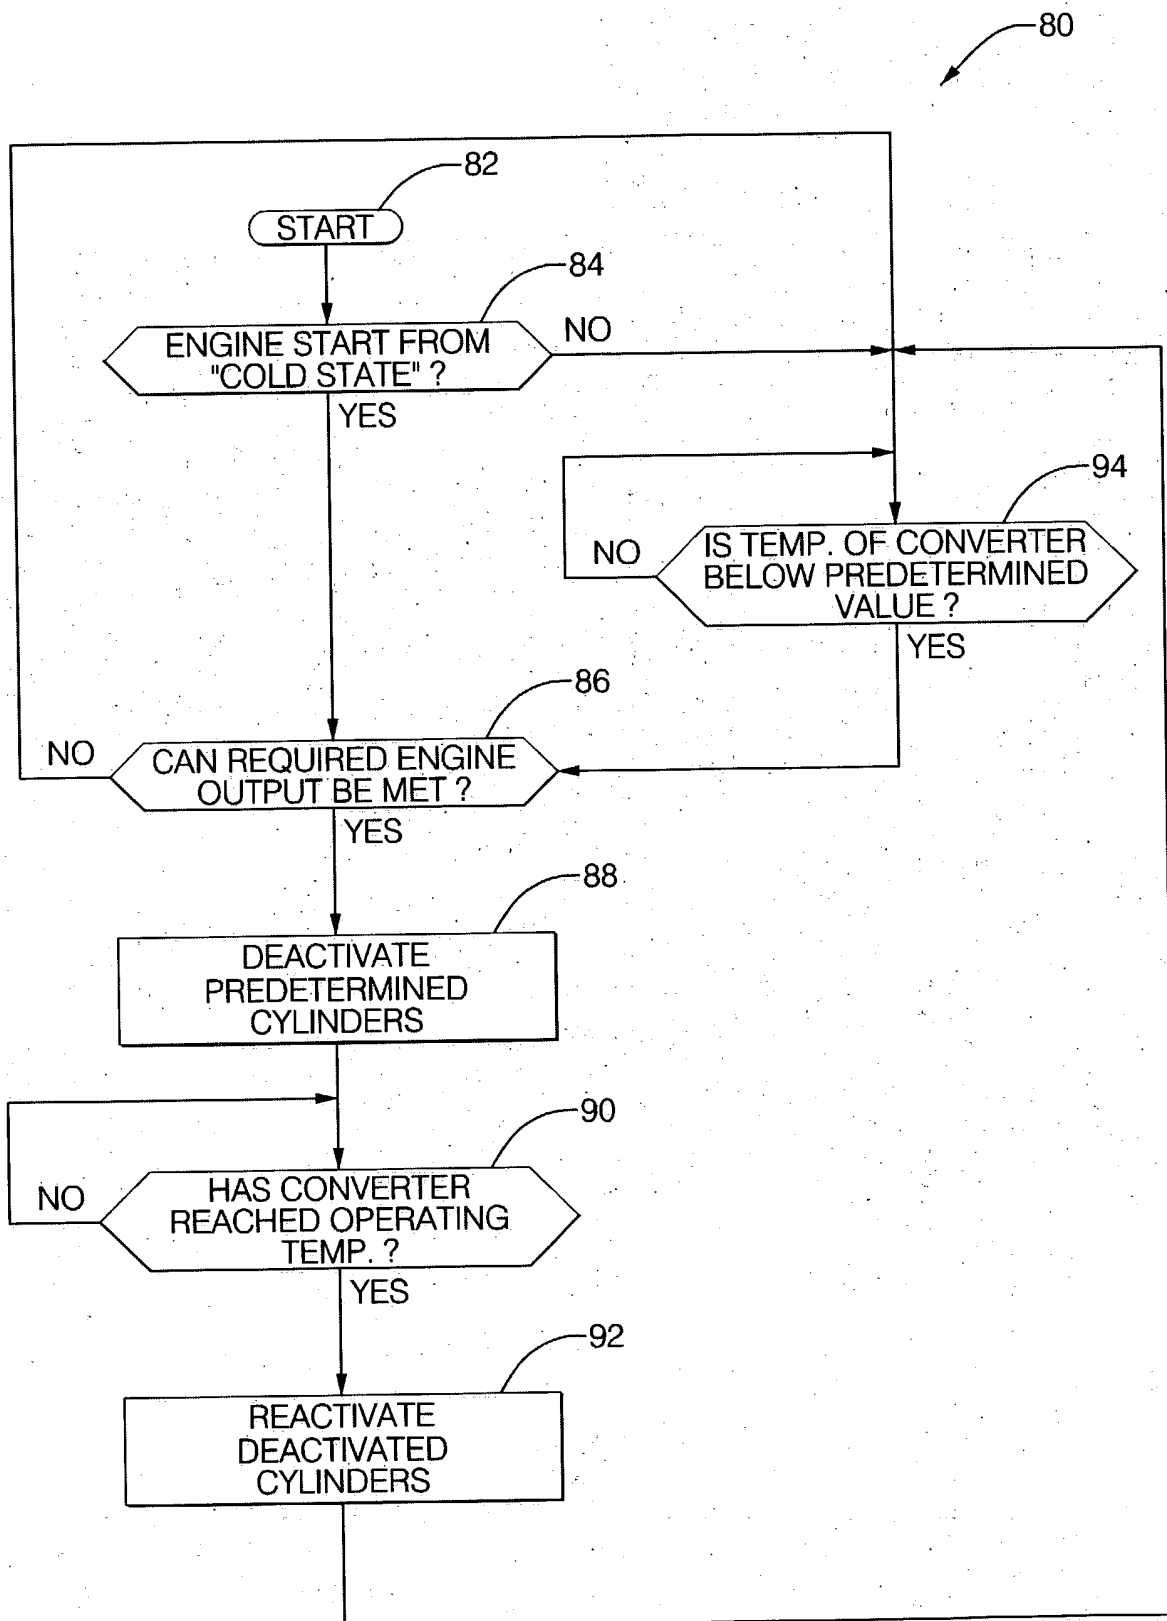 80
82
START
84
ENGINE START FROM
"COLD STATE" ?
NO
YES
94
IS TEMP. OF CONVERTER
BELOW PREDETERMINED
VALUE ?
NO
YES
86
CAN REQUIRED ENGINE
OUTPUT BE MET ?
NO
YES
88
DEACTIVATE
PREDETERMINED
CYLINDERS
90
HAS CONVERTER
REACHED OPERATING
TEMP. ?
NO
YES
92
REACTIVATE
DEACTIVATED
CYLINDERS